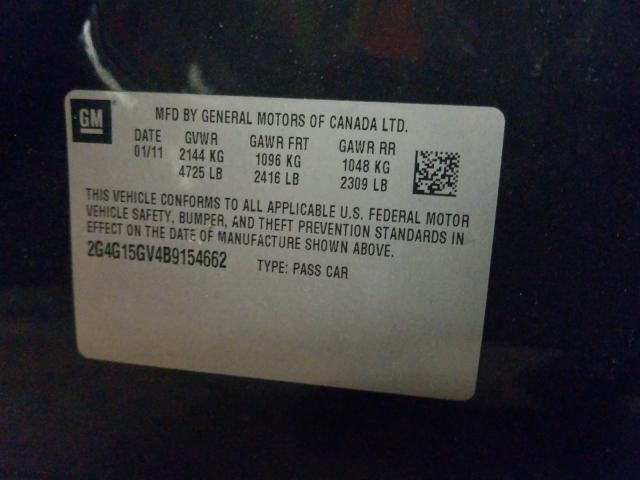 GM
MFD BY GENERAL MOTORS OF CANADA LTD.
DATE GVWR GAWR FRT GAWR RR
01/11 2144 KG 1096 KG 1048 KG
4725 LB 2416 LB 2309 LB
THIS VEHICLE CONFORMS TO ALL APPLICABLE U.S. FEDERAL MOTOR
VEHICLE SAFETY, BUMPER, AND THEFT PREVENTION STANDARDS IN
EFFECT ON THE DATE OF MANUFACTURE SHOWN ABOVE.
2G4G15GV4B9154662 TYPE: PASS CAR